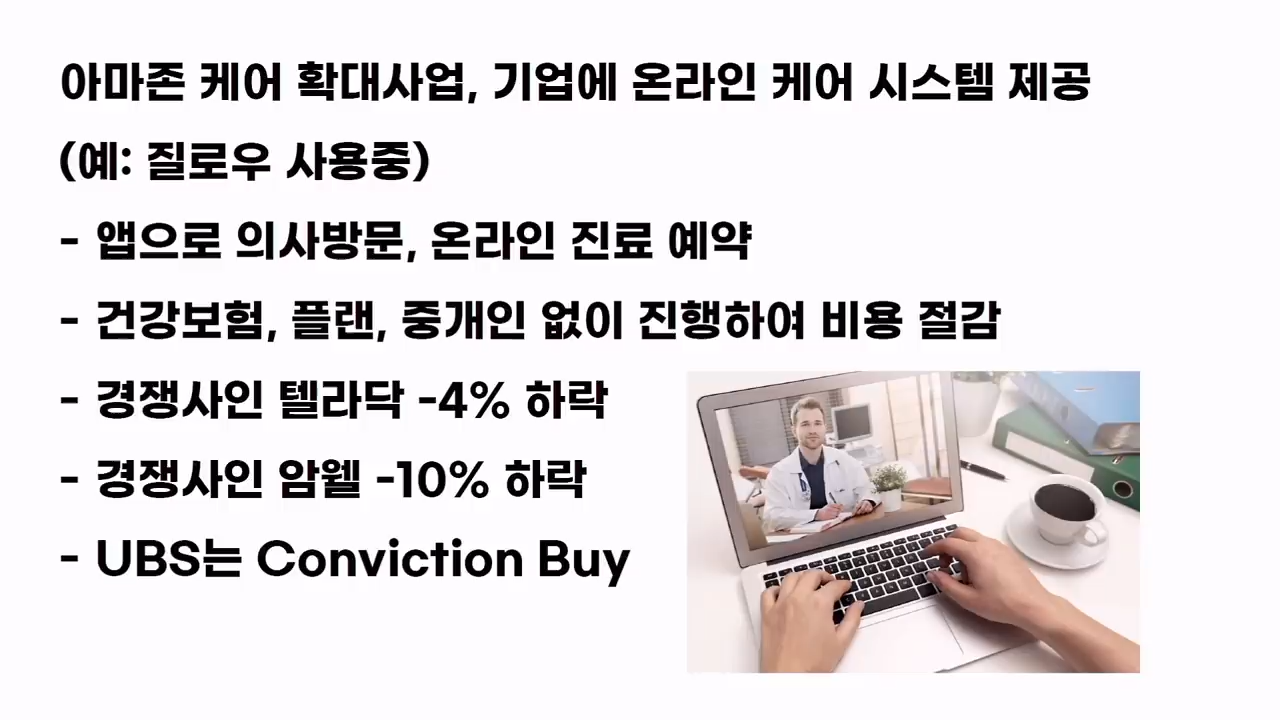 아마존 케어 확대사업, 기업에 온라인 케어 시스템 제공
(예: 질로우 사용중)
- 앱으로 의사방문, 온라인 진료 예약
- 건강보험, 플랜, 중개인 없이 진행하여 비용 절감
- 경쟁사인 텔라닥 -4% 하락
- 경쟁사인 암웰 -10% 하락
- UBS는 Conviction Buy